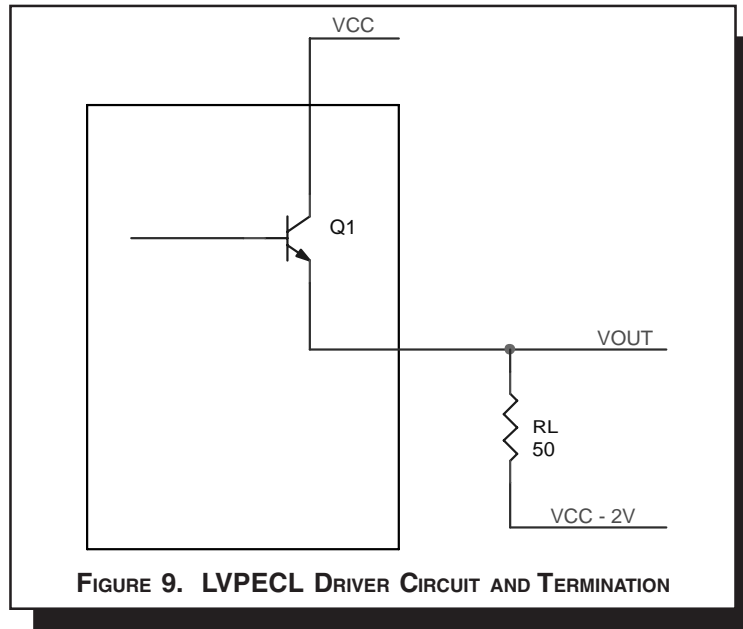 VCC
Q1
VOUT
RL
50
VCC - 2V
FIGURE 9. LVPECL DRIVER CIRCUIT AND TERMINATION